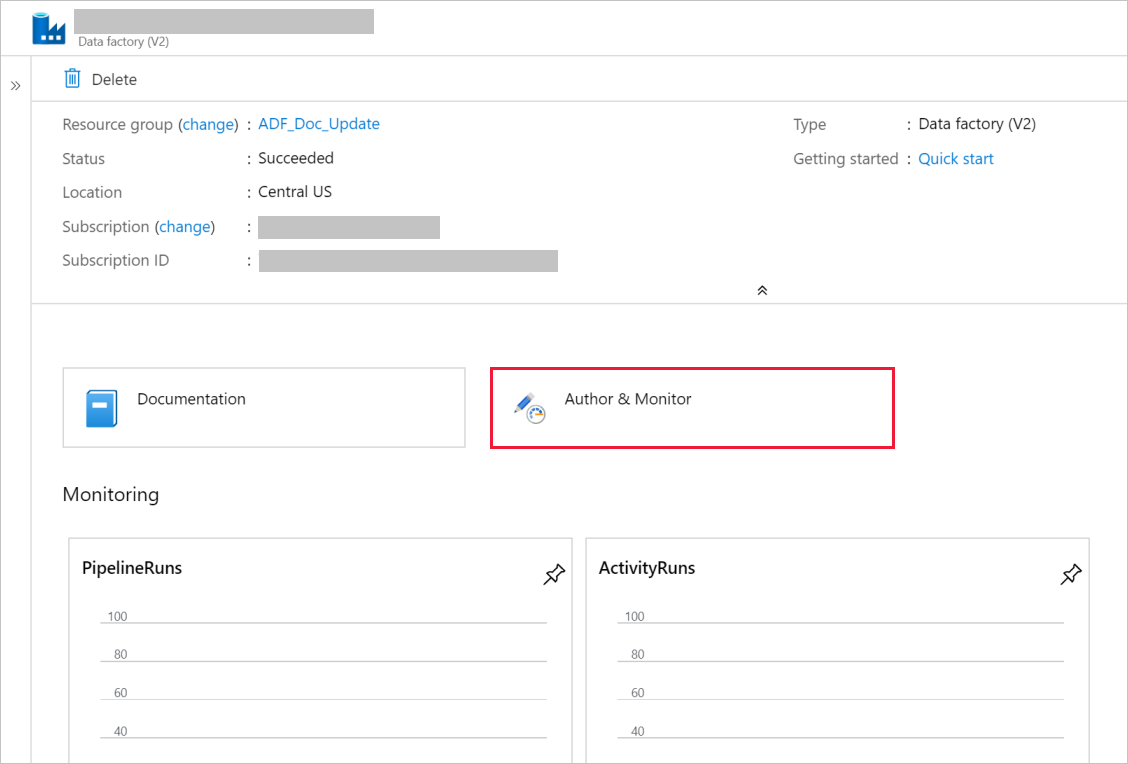 Data factory (V2)
Delete
Resource group (change) : ADF_Doc_Update
Status : Succeeded
Location : Central US
Subscription (change) :
Subscription ID :
Type : Data factory (V2)
Getting started : Quick start
Documentation
Author & Monitor
Monitoring
PipelineRuns
100
80
60
40
ActivityRuns
100
80
60
40